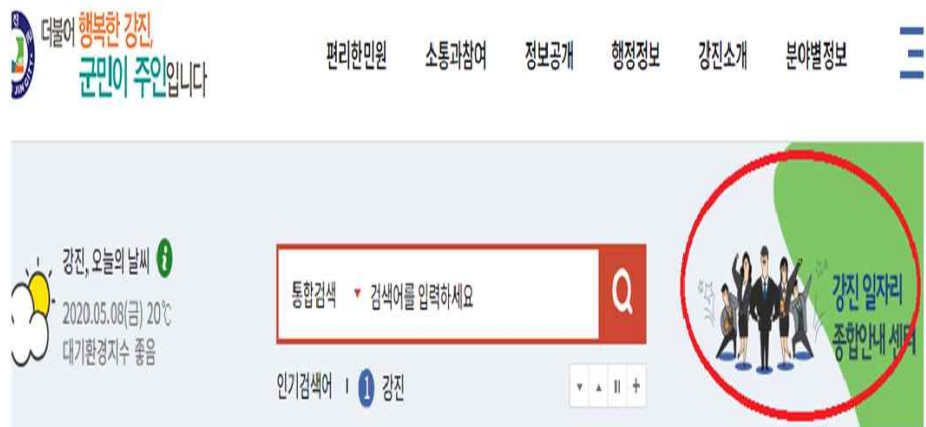 더불어 행복한 강진,
군민이 주인입니다
편리한민원 소통과참여 정보공개 행정정보 강진소개 분야별정보
강진, 오늘의 날씨 i
2020.05.08(금) 20℃
대기환경지수 좋음
통합검색 ▼ 검색어를 입력하세요
인기검색어 1 강진
강진 일자리
종합안내 센터